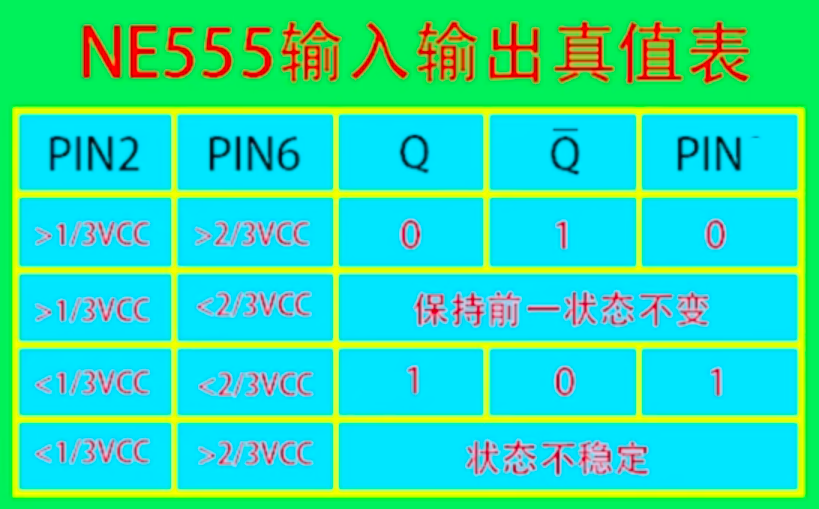 NE555输入输出真值表
PIN2 PIN6 Q Q̅ PIN
>1/3VCC >2/3VCC 0 1 0
>1/3VCC <2/3VCC 保持前一状态不变
<1/3VCC <2/3VCC 1 0 1
<1/3VCC >2/3VCC 状态不稳定